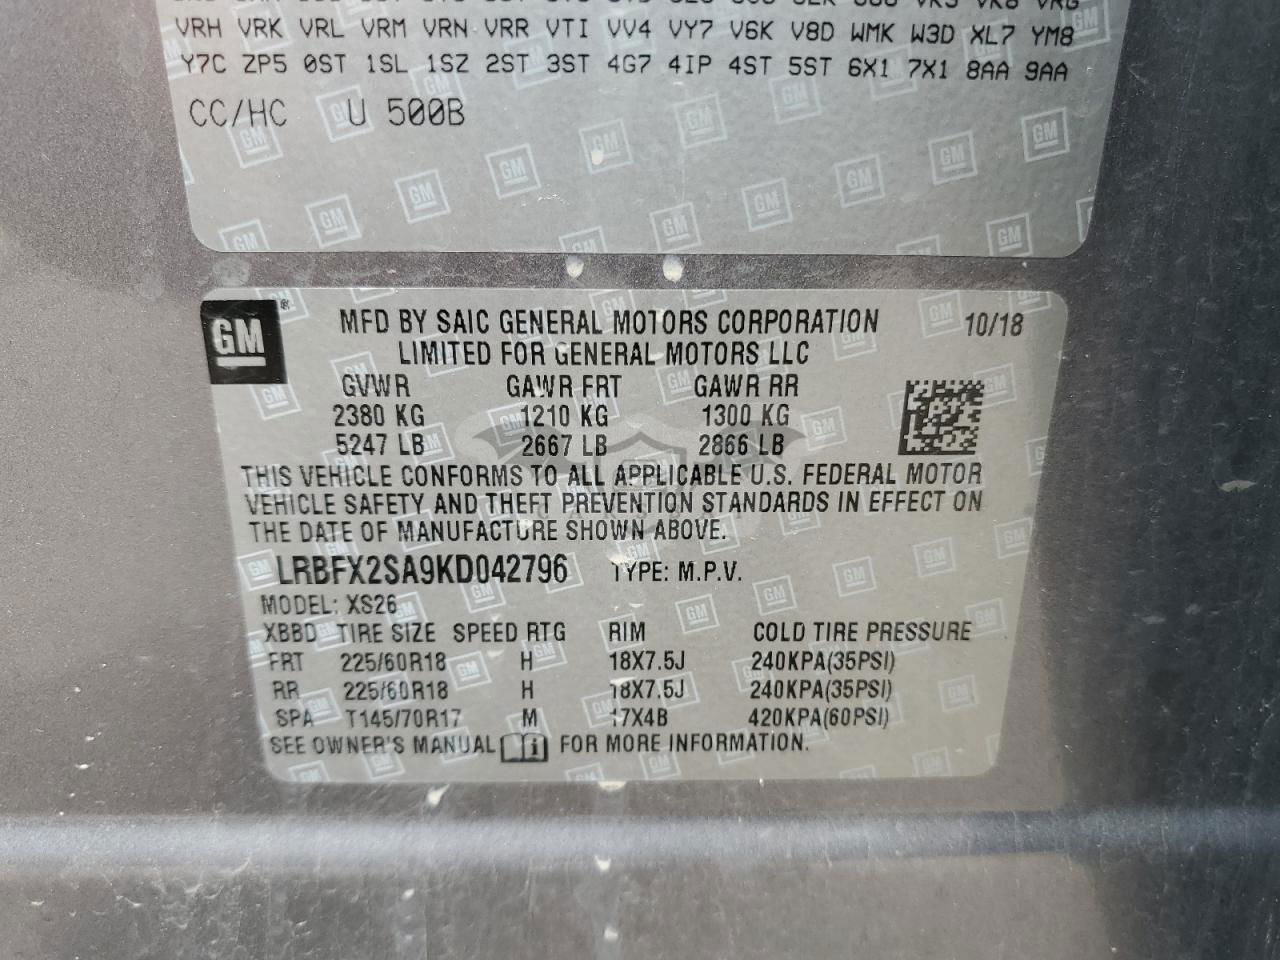 VRH VRK VRL VRM VRN VRR VTI VV4 VY7 V6K V8D WMK W3D XL7 YM8
Y7C ZP5 0ST 1SL 1SZ 2ST 3ST 4G7 4IP 4ST 5ST 6X1 7X1 8AA 9AA
CC/HC U 500B
GM ® MFD BY SAIC GENERAL MOTORS CORPORATION 10/18
LIMITED FOR GENERAL MOTORS LLC
GVWR GAWR FRT GAWR RR
2380 KG 1210 KG 1300 KG
5247 LB 2667 LB 2866 LB
THIS VEHICLE CONFORMS TO ALL APPLICABLE U.S. FEDERAL MOTOR
VEHICLE SAFETY AND THEFT PREVENTION STANDARDS IN EFFECT ON
THE DATE OF MANUFACTURE SHOWN ABOVE.
LRBFX2SA9KD042796 TYPE: M.P.V.
MODEL: XS26
XBBD TIRE SIZE SPEED RTG RIM COLD TIRE PRESSURE
FRT 225/60R18 H 18X7.5J 240KPA(35PSI)
RR 225/60R18 H 18X7.5J 240KPA(35PSI)
SPA T145/70R17 M 17X4B 420KPA(60PSI)
SEE OWNER'S MANUAL FOR MORE INFORMATION.